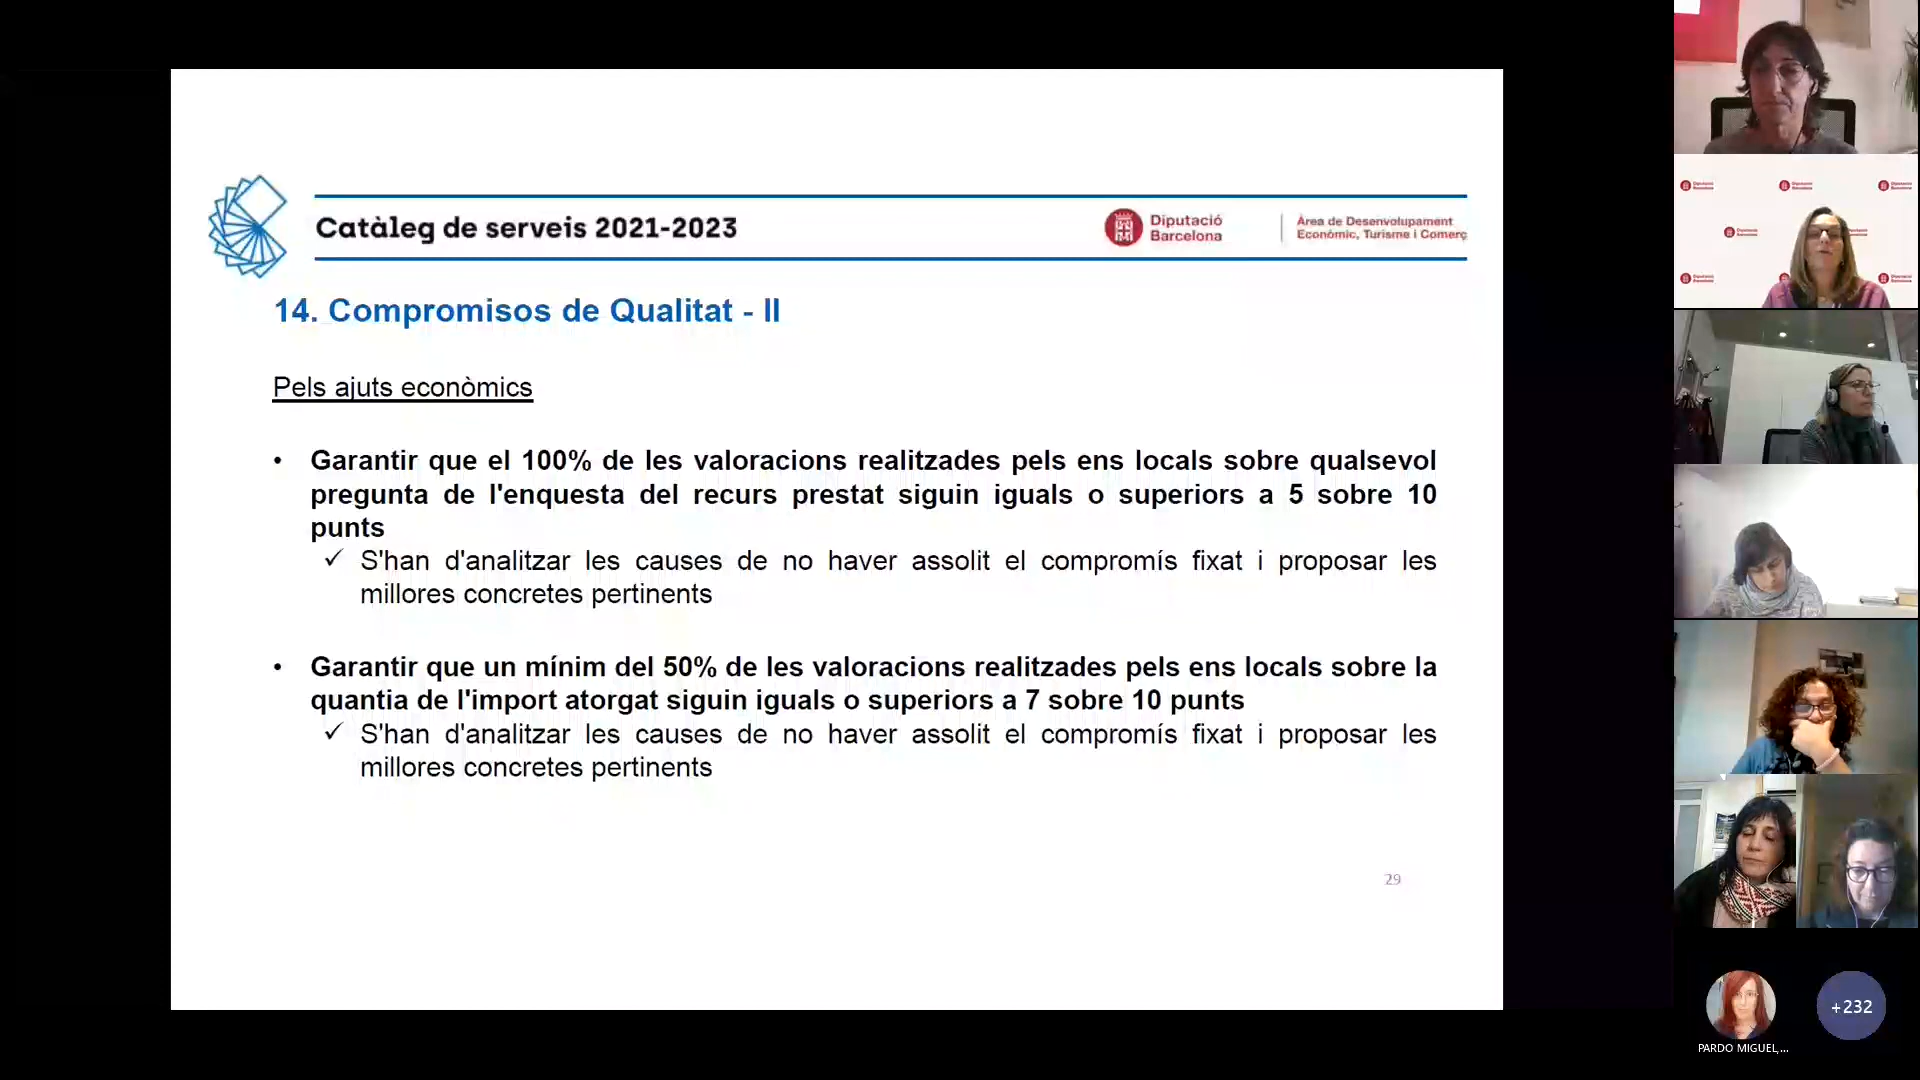 Catàleg de serveis 2021-2023
Diputació
Barcelona
Àrea de Desenvolupament
Econòmic, Turisme i Comerç
14. Compromisos de Qualitat - II
Pels ajuts econòmics
• Garantir que el 100% de les valoracions realitzades pels ens locals sobre qualsevol
pregunta de l'enquesta del recurs prestat siguin iguals o superiors a 5 sobre 10
punts
✓ S'han d'analitzar les causes de no haver assolit el compromís fixat i proposar les
millores concretes pertinents
• Garantir que un mínim del 50% de les valoracions realitzades pels ens locals sobre la
quantia de l'import atorgat siguin iguals o superiors a 7 sobre 10 punts
✓ S'han d'analitzar les causes de no haver assolit el compromís fixat i proposar les
millores concretes pertinents
29
+232
PARDO MIGUEL,...